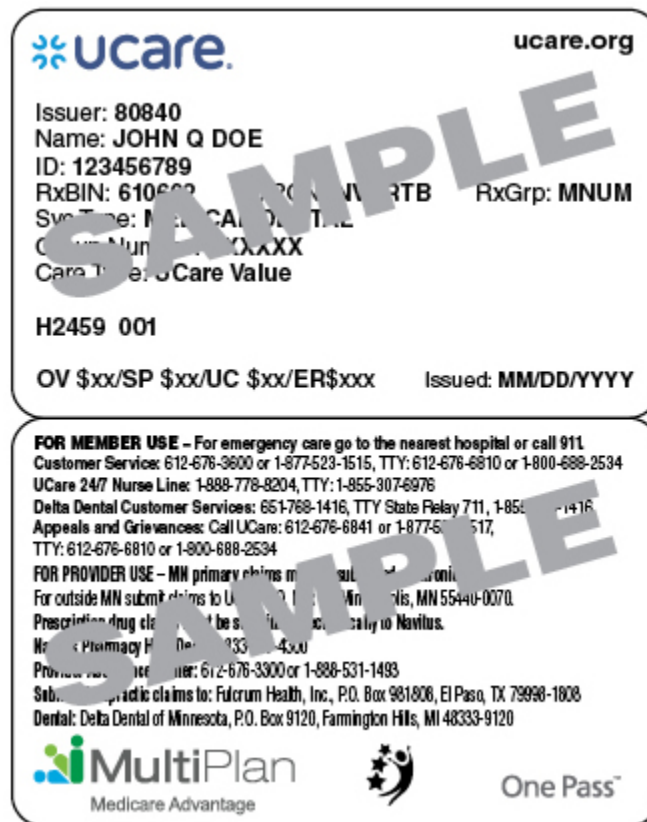 ucare.
ucare.org
Issuer: 80840
Name: JOHN Q DOE
ID: 123456789
RxBIN: RxGrp: MNUM
Care UCare Value
H2459 001
OV $xx/SP $xx/UC $xx/ER$xxx Issued: MM/DD/YYYY
SAMPLE
FOR MEMBER USE – For emergency care go to the nearest hospital or call 911.
Customer Service: 612-676-3600 or 1-877-523-1515, TTY: 612-676-6810 or 1-800-688-2534
UCare 24/7 Nurse Line: 1-888-778-8204, TTY: 1-855-307-6976
Delta Dental Customer Services: 651-768-1416, TTY State Relay 711,
Appeals and Grievances: Call UCare: 612-676-6841 or
TTY: 612-676-6810 or 1-800-688-2534
FOR PROVIDER USE – MN primary claims
For outside MN submit claims to MN 55440-0070.
Prescription drug to Navitus.
Pharmacy
612-676-3300 or 1-888-531-1493
claims to: Fulcrum Health, Inc., P.O. Box 981808, El Paso, TX 79998-1808
Dental: Delta Dental of Minnesota, P.O. Box 9120, Farmington Hills, MI 48333-9120
SAMPLE
MultiPlan
Medicare Advantage
One Pass™